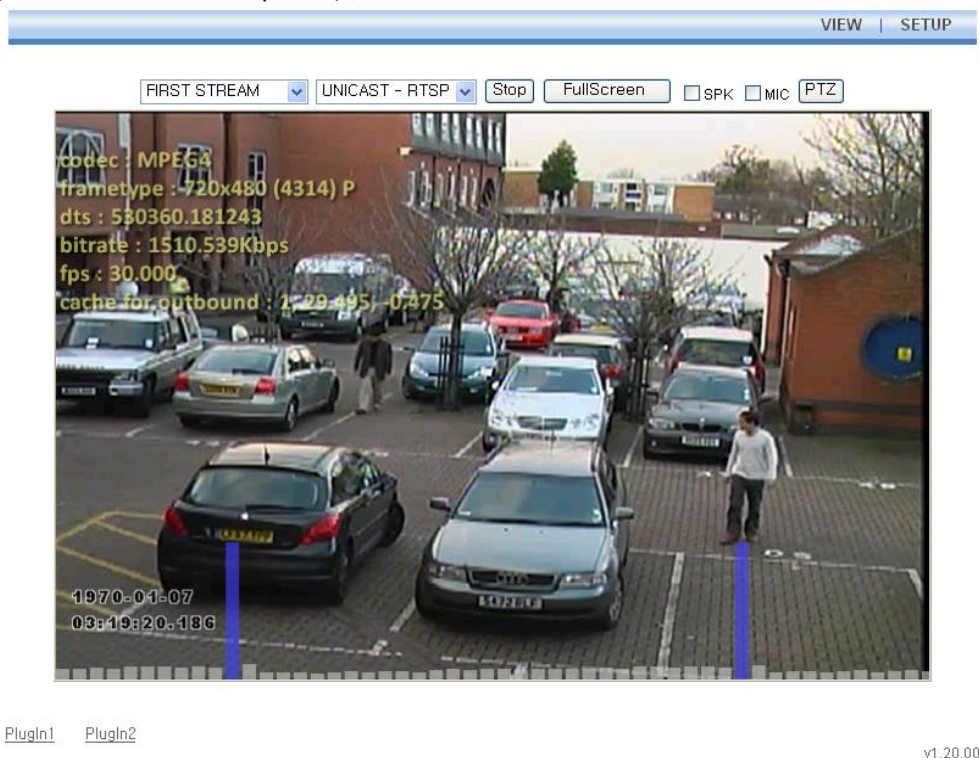 VIEW | SETUP
FIRST STREAM UNICAST - RTSP Stop FullScreen SPK MIC PTZ
codec : MPEG4
frametype : 720x480 (4314) P
dts : 530360.181243
bitrate : 1510.539Kbps
fps : 30.000
cache for outbound : 1, 29.495, -0.475
1970-01-07
03:19:20.186
PlugIn1 PlugIn2
v1.20.00